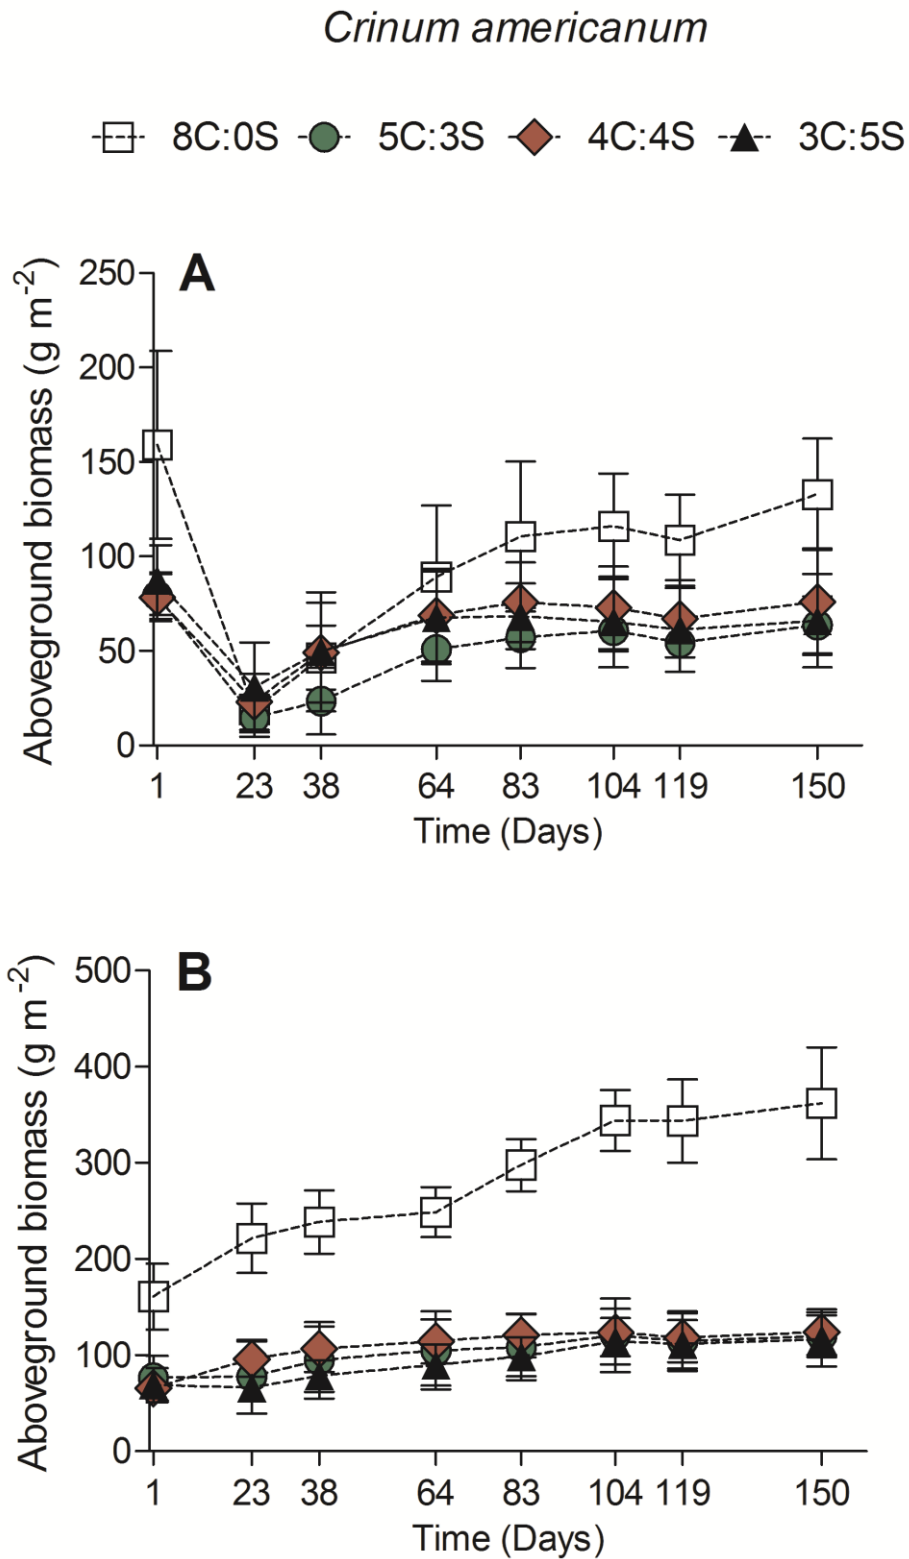 Crinum americanum
8C:0S 5C:3S 4C:4S 3C:5S
A
Aboveground biomass (g m-2)
250
200
150
100
50
0
1 23 38 64 83 104 119 150
Time (Days)
B
Aboveground biomass (g m-2)
500
400
300
200
100
0
1 23 38 64 83 104 119 150
Time (Days)